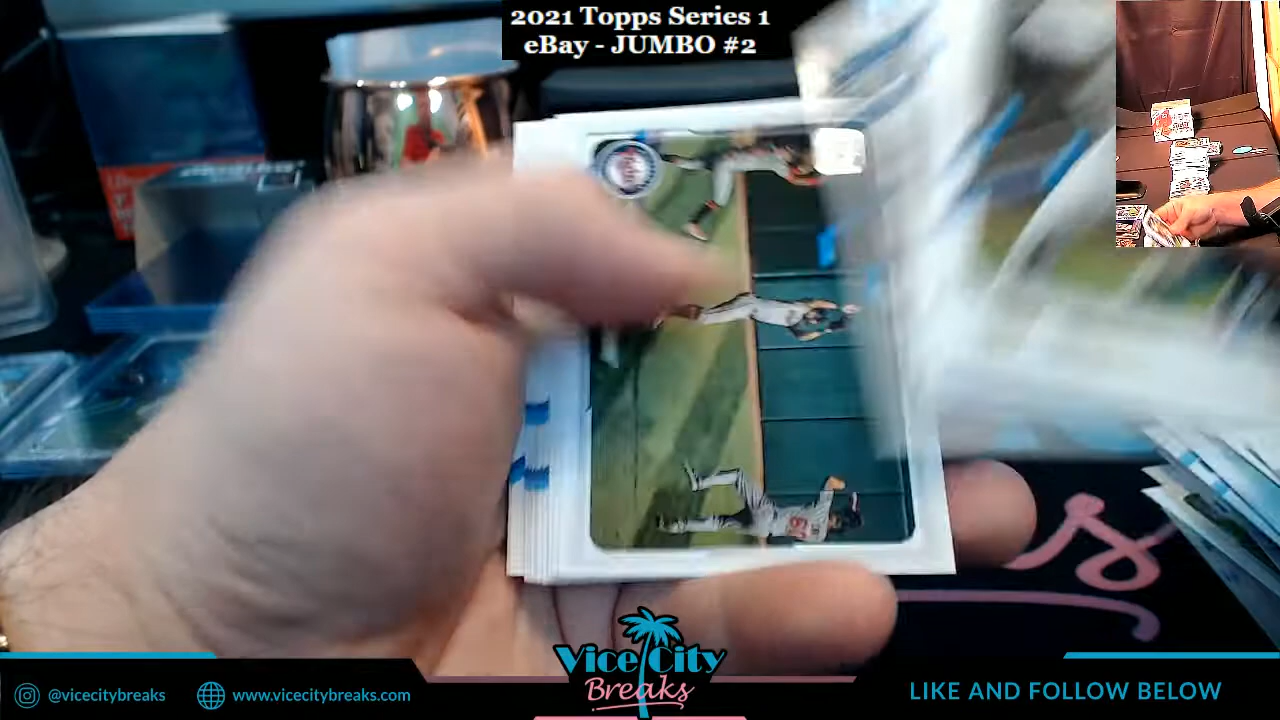 2021 Topps Series 1
eBay - JUMBO #2
Vice City
Breaks
@vicecitybreaks
www.vicecitybreaks.com
LIKE AND FOLLOW BELOW